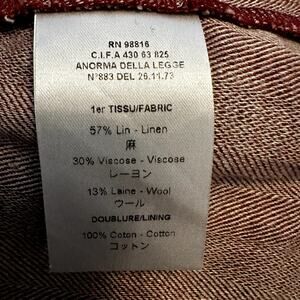 RN 98816
C.I.F.A 430 63 825
ANORMA DELLA LEGGE
N°883 DEL 26.11.73
1er TISSU/FABRIC
57% Lin - Linen
麻
30% Viscose - Viscose
レーヨン
13% Laine - Wool
ウール
DOUBLURE/LINING
100% Coton - Cotton
コットン